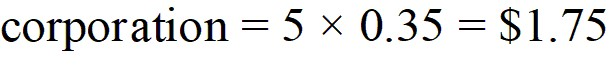 corporation = 5 × 0.35 = $1.75